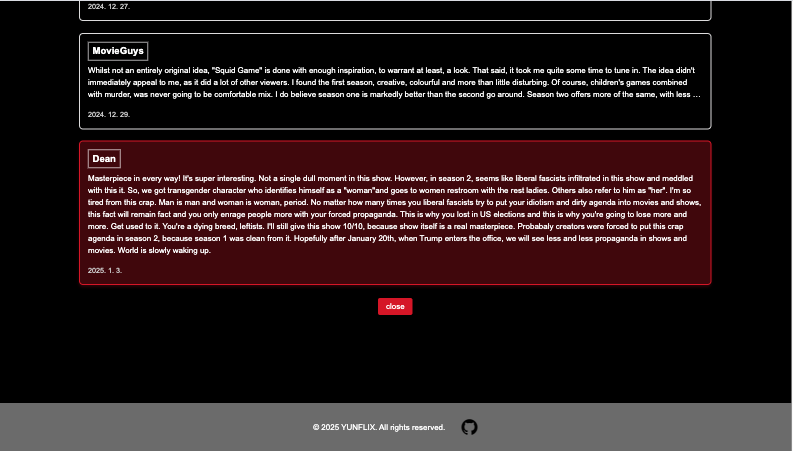 2024. 12. 27.
MovieGuys
Whilst not an entirely original idea, "Squid Game" is done with enough inspiration, to warrant at least, a look. That said, it took me quite some time to tune in. The idea didn't
immediately appeal to me, as it did a lot of other viewers. I found the first season, creative, colourful and more than little disturbing. Of course, children's games combined
with murder, was never going to be comfortable mix. I do believe season one is markedly better than the second go around. Season two offers more of the same, with less ...
2024. 12. 29.
Dean
Masterpiece in every way! It's super interesting. Not a single dull moment in this show. However, in season 2, seems like liberal fascists infiltrated in this show and meddled
with this it. So, we got transgender character who identifies himself as a "woman"and goes to women restroom with the rest ladies. Others also refer to him as "her". I'm so
tired from this crap. Man is man and woman is woman, period. No matter how many times you liberal fascists try to put your idiotism and dirty agenda into movies and shows,
this fact will remain fact and you only enrage people more with your forced propaganda. This is why you lost in US elections and this is why you're going to lose more and
more. Get used to it. You're a dying breed, leftists. I'll still give this show 10/10, because show itself is a real masterpiece. Probabaly creators were forced to put this crap
agenda in season 2, because season 1 was clean from it. Hopefully after January 20th, when Trump enters the office, we will see less and less propaganda in shows and
movies. World is slowly waking up.
2025. 1. 3.
close
© 2025 YUNFLIX. All rights reserved.